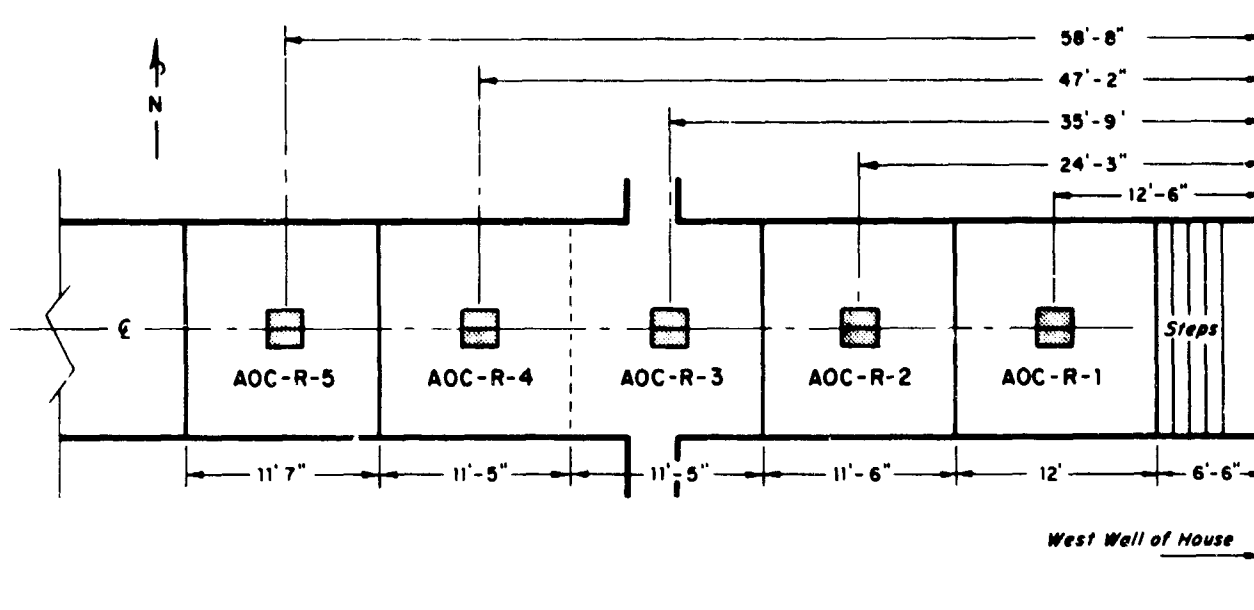 58'-8"
47'-2"
N
35'-9'
24'-3"
12'-6"
℄
Steps
AOC-R-5 AOC-R-4 AOC-R-3 AOC-R-2 AOC-R-1
11'7" 11'-5" 11'-5" 11'-6" 12' 6'-6"
West Wall of House